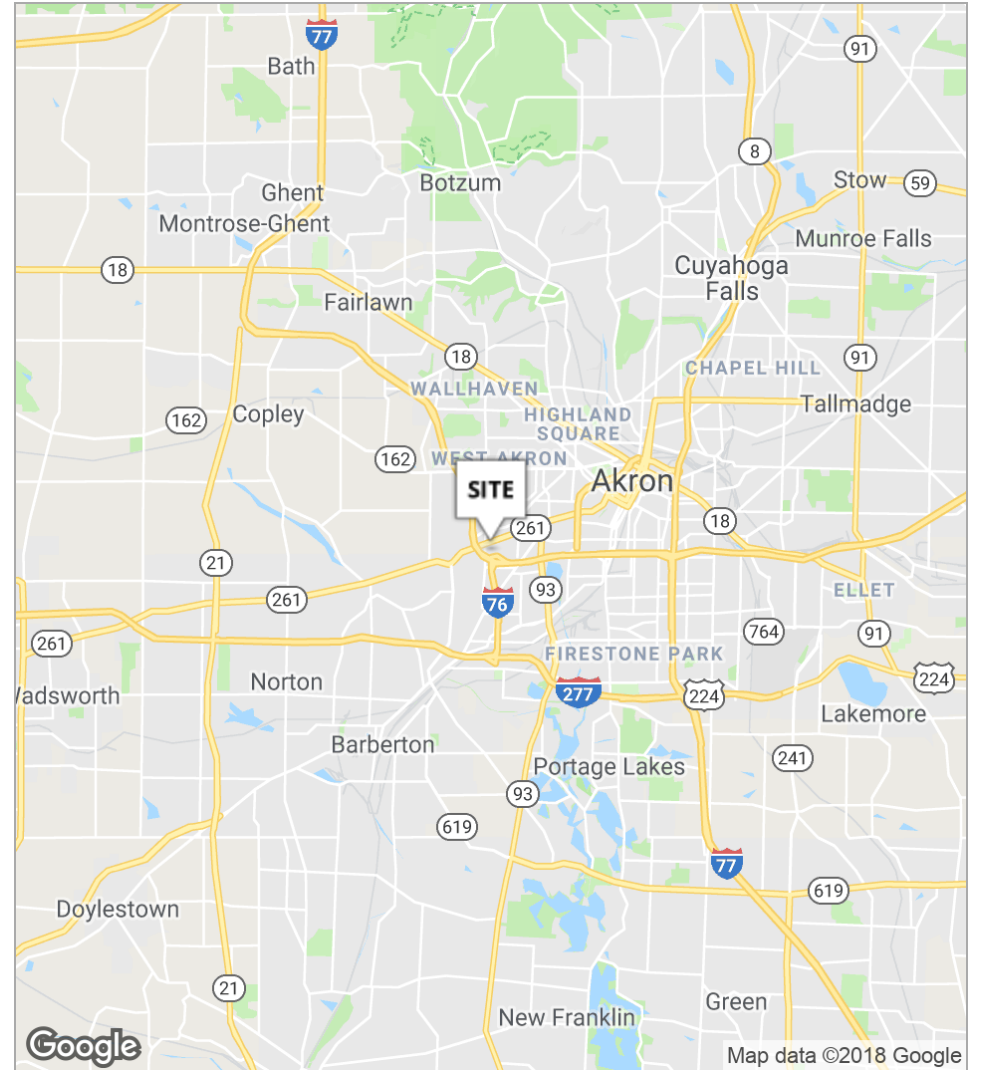 77
Bath
91
8
Ghent
Botzum
Stow
59
Montrose-Ghent
Munroe Falls
18
Cuyahoga
Falls
Fairlawn
18
91
CHAPEL HILL
WALLHAVEN
Tallmadge
162
Copley
HIGHLAND
SQUARE
162
WEST AKRON
Akron
SITE
261
18
21
261
76
93
ELLET
261
764
91
FIRESTONE PARK
Norton
277
224
224
Wadsworth
Lakemore
Barberton
Portage Lakes
241
93
619
77
619
Doylestown
21
Green
New Franklin
Google
Map data ©2018 Google